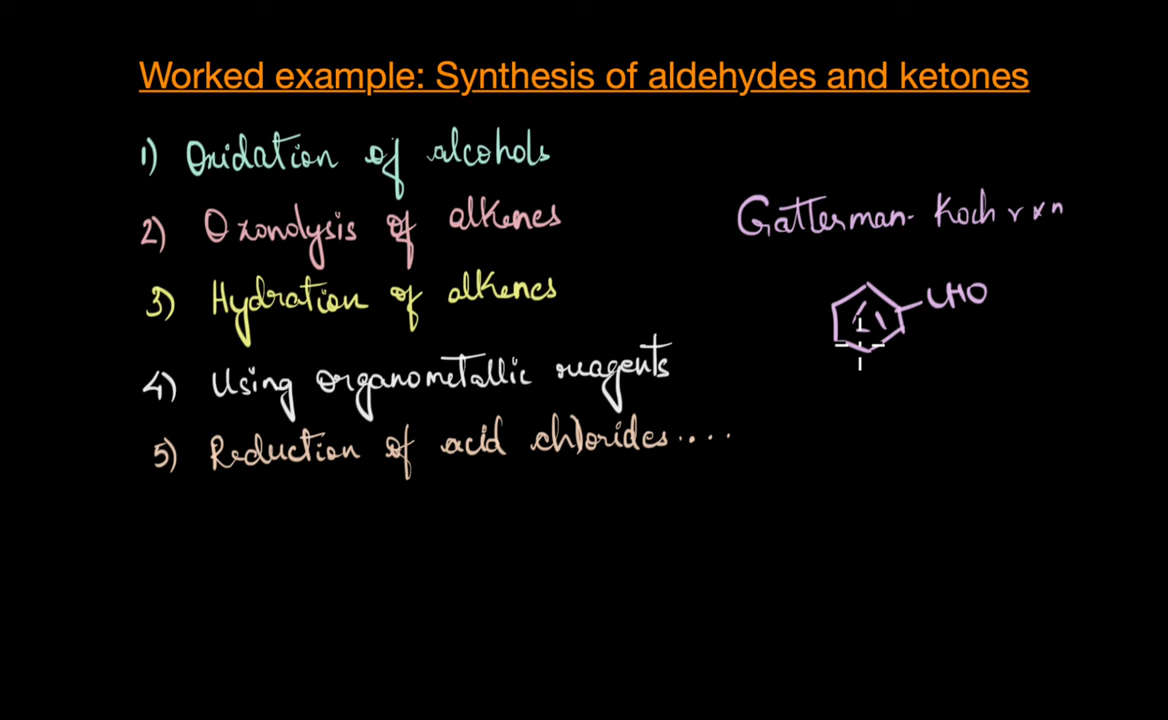 Worked example: Synthesis of aldehydes and ketones
1) Oxidation of alcohols
2) Ozonolysis of alkenes
3) Hydration of alkenes
4) Using organometallic reagents
5) Reduction of acid chlorides....
Gatterman-Koch rxn
CHO